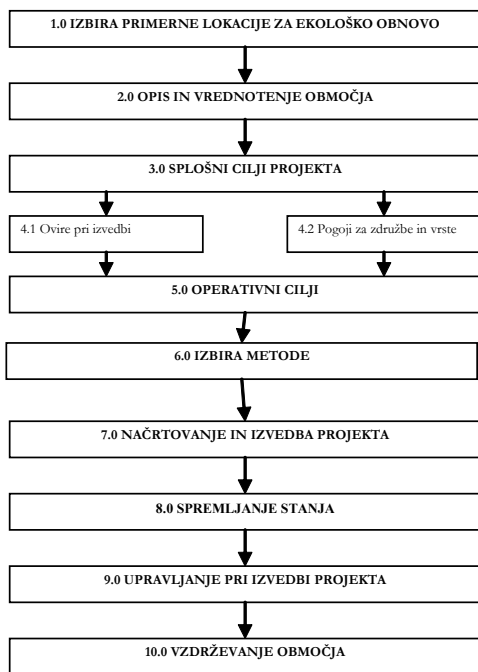 1.0 IZBIRA PRIMERNE LOKACIJE ZA EKOLOŠKO OBNOVO
2.0 OPIS IN VREDNOTENJE OBMOČJA
3.0 SPLOŠNI CILJI PROJEKTA
4.1 Ovire pri izvedbi
4.2 Pogoji za združbe in vrste
5.0 OPERATIVNI CILJI
6.0 IZBIRA METODE
7.0 NAČRTOVANJE IN IZVEDBA PROJEKTA
8.0 SPREMLJANJE STANJA
9.0 UPRAVLJANJE PRI IZVEDBI PROJEKTA
10.0 VZDRŽEVANJE OBMOČJA